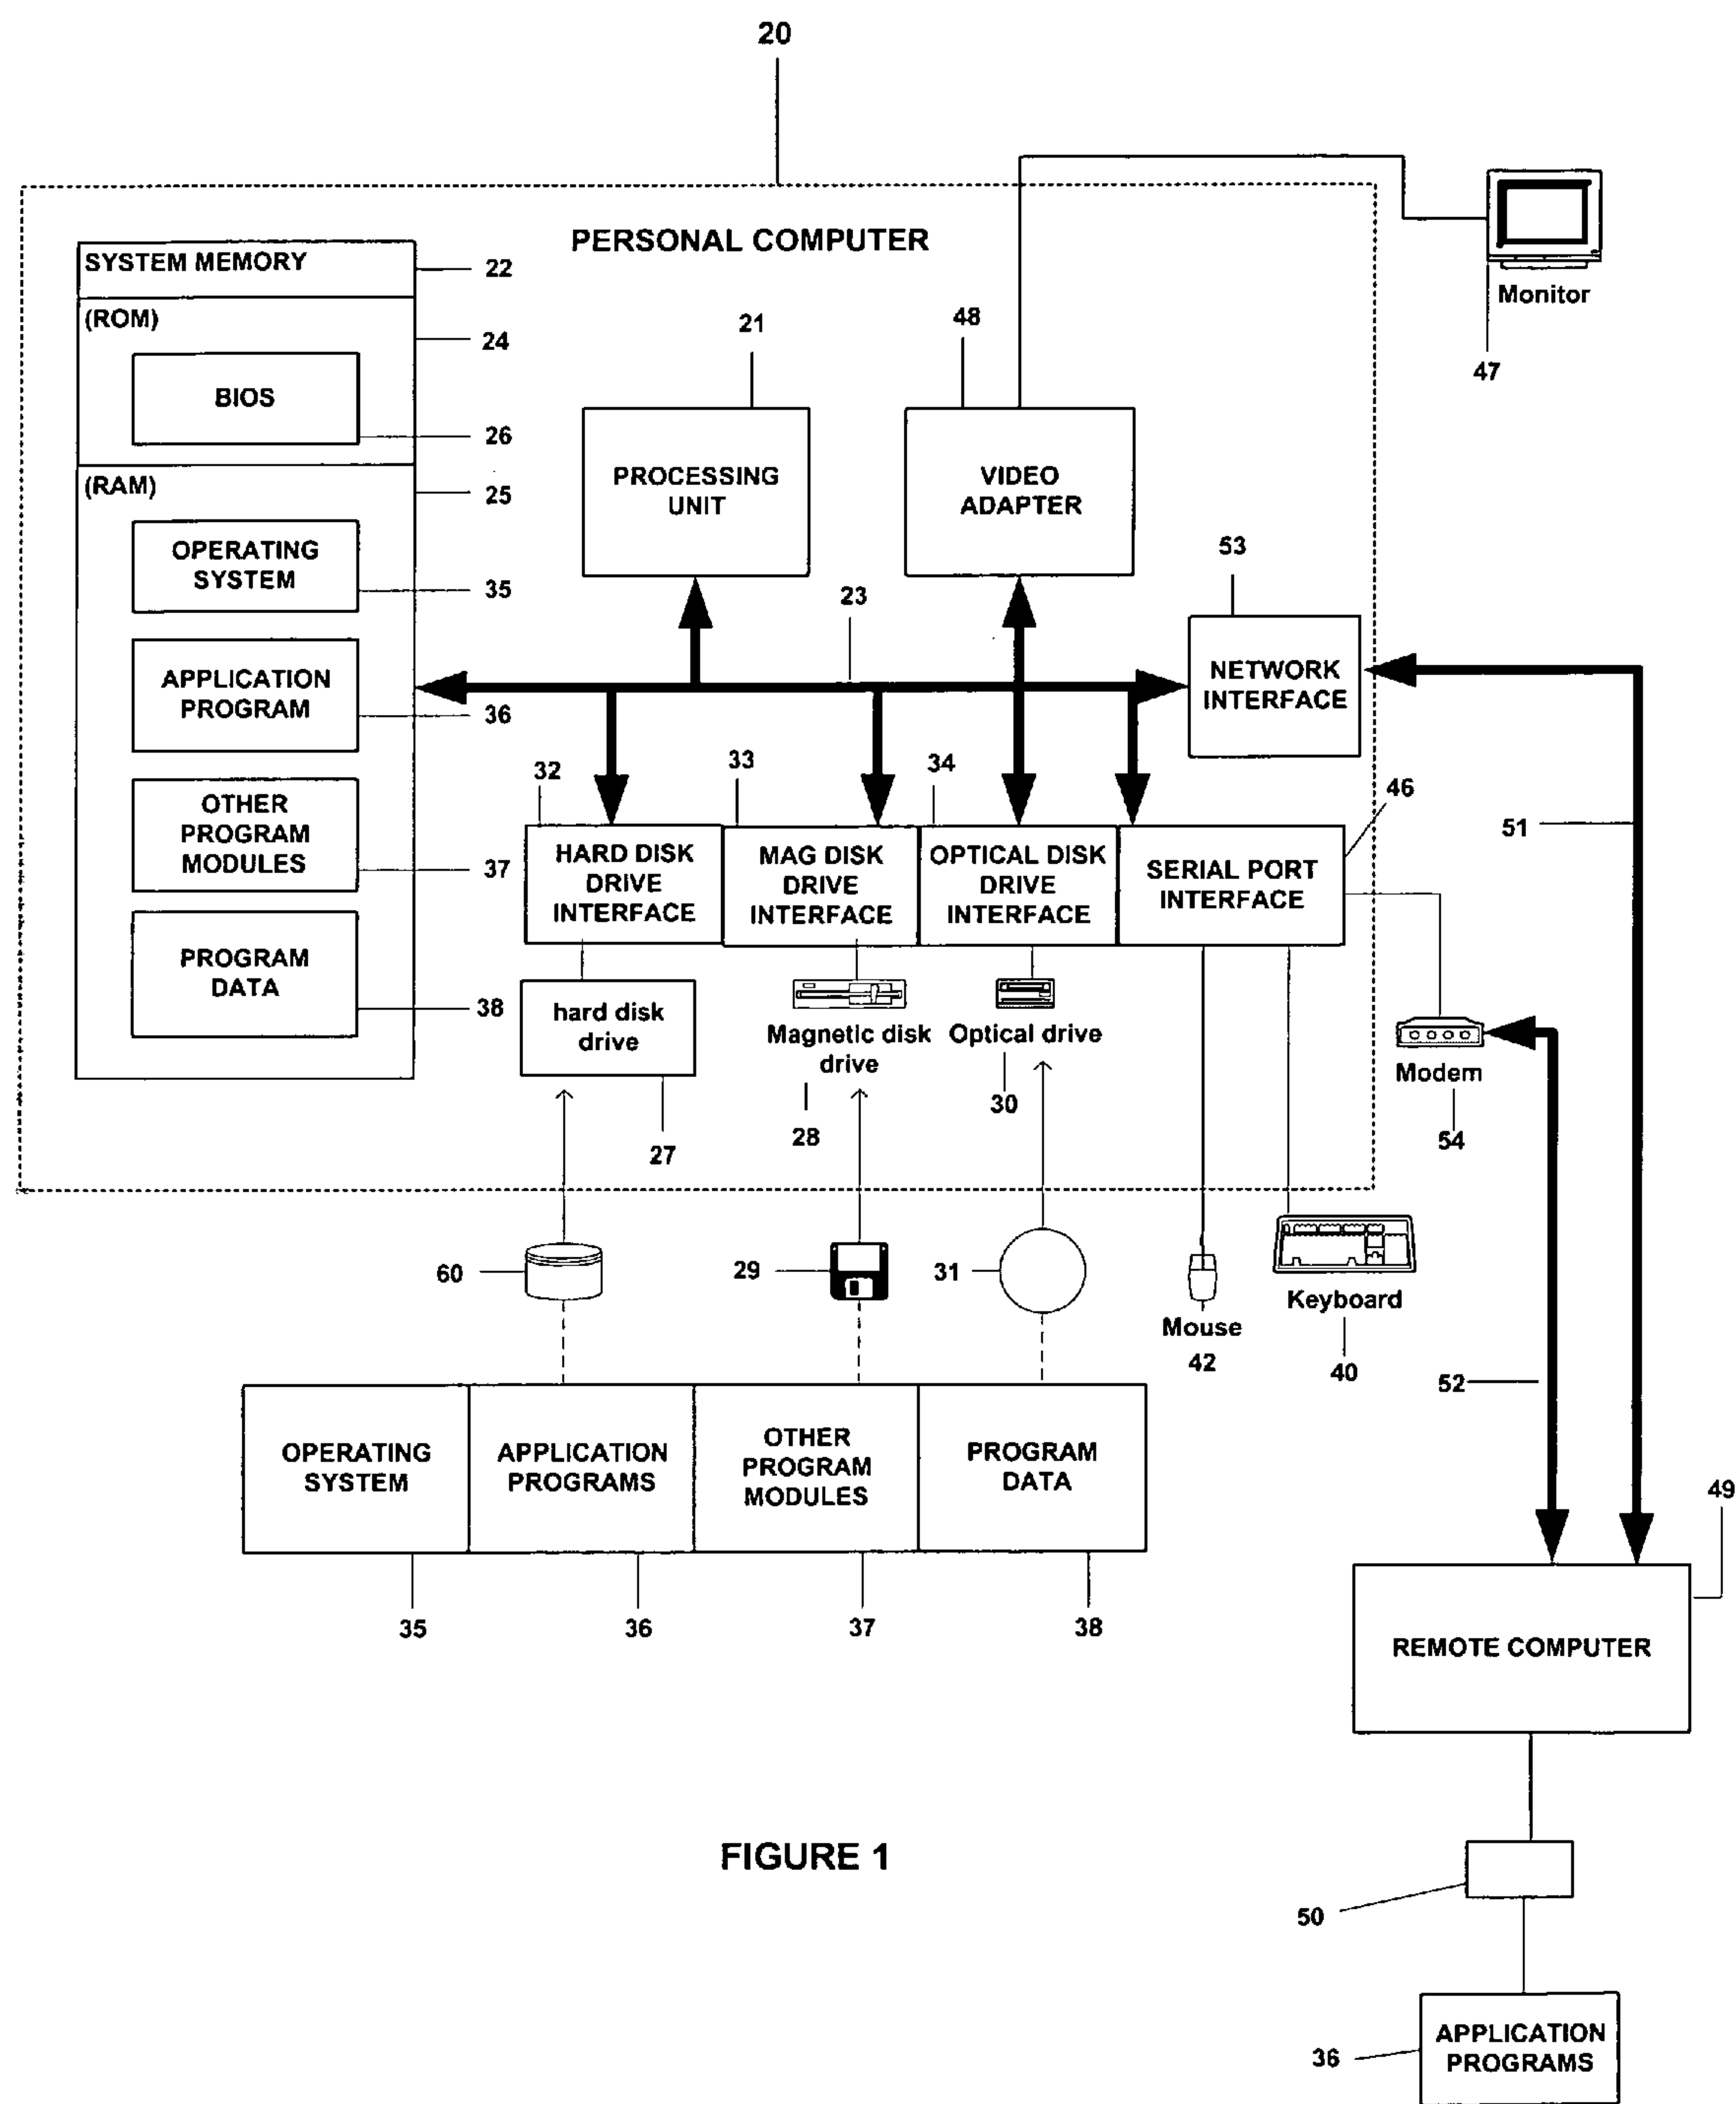 20
PERSONAL COMPUTER
SYSTEM MEMORY
22
(ROM)
24
BIOS
26
(RAM)
25
OPERATING
SYSTEM
35
APPLICATION
PROGRAM
36
OTHER
PROGRAM
MODULES
37
PROGRAM
DATA
38
21
PROCESSING
UNIT
48
VIDEO
ADAPTER
Monitor
47
23
53
NETWORK
INTERFACE
32
HARD DISK
DRIVE
INTERFACE
33
MAG DISK
DRIVE
INTERFACE
34
OPTICAL DISK
DRIVE
INTERFACE
46
SERIAL PORT
INTERFACE
51
hard disk
drive
27
Magnetic disk
drive
28
Optical drive
30
Modem
54
60
29
31
Mouse
42
Keyboard
40
52
OPERATING
SYSTEM
APPLICATION
PROGRAMS
OTHER
PROGRAM
MODULES
PROGRAM
DATA
35
36
37
38
49
REMOTE COMPUTER
FIGURE 1
50
36
APPLICATION
PROGRAMS